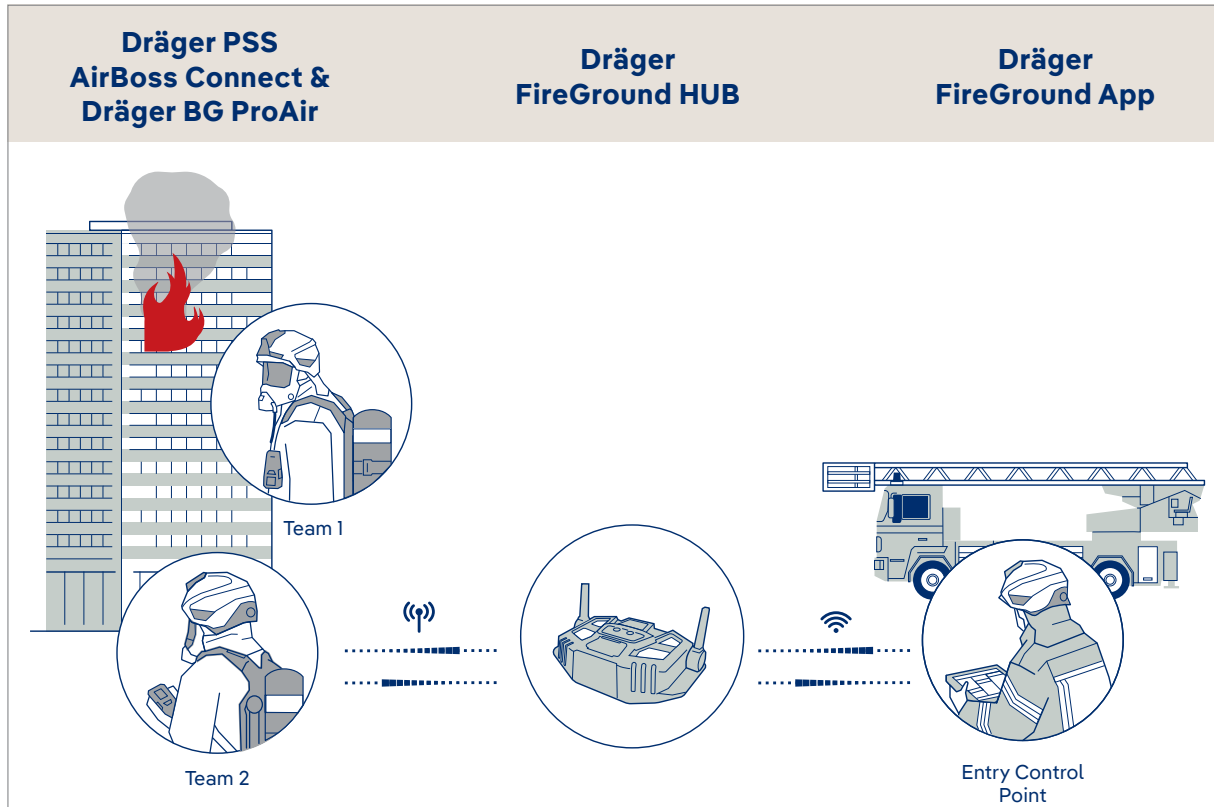 Dräger PSS
AirBoss Connect &
Dräger BG ProAir
Dräger
FireGround HUB
Dräger
FireGround App
Team 1
Team 2
Entry Control
Point